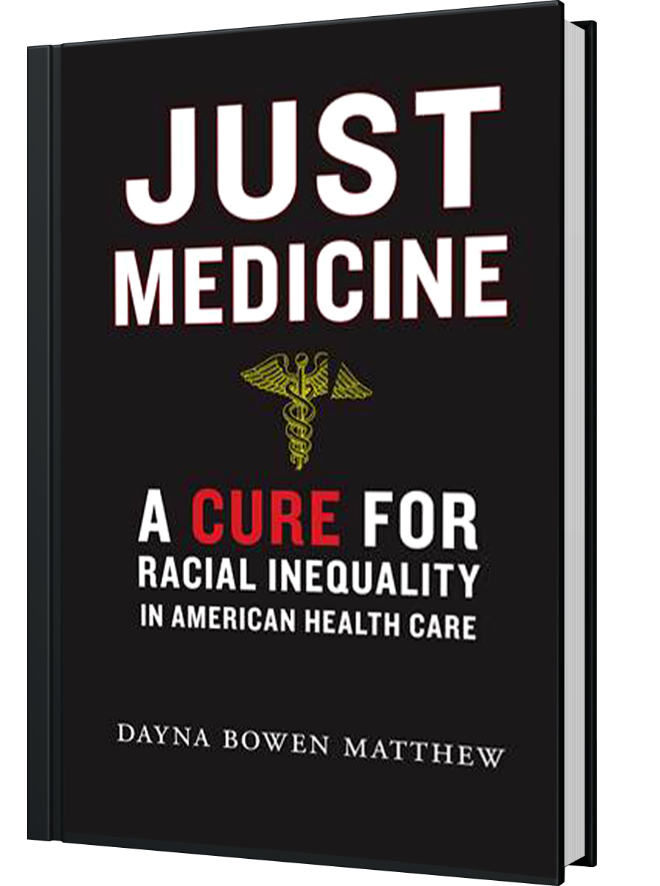 JUST
MEDICINE
A CURE FOR
RACIAL INEQUALITY
IN AMERICAN HEALTH CARE
DAYNA BOWEN MATTHEW